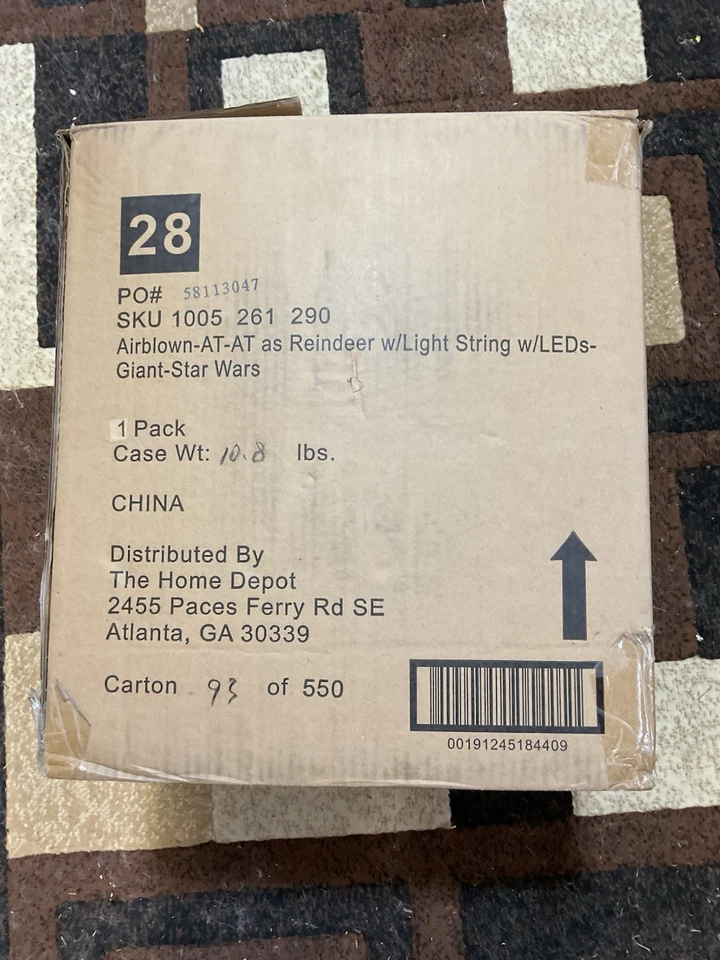 28
PO# 58113047
SKU 1005 261 290
Airblown-AT-AT as Reindeer w/Light String w/LEDs-
Giant-Star Wars
1 Pack
Case Wt: 10.8 lbs.
CHINA
Distributed By
The Home Depot
2455 Paces Ferry Rd SE
Atlanta, GA 30339
Carton 93 of 550
00191245184409